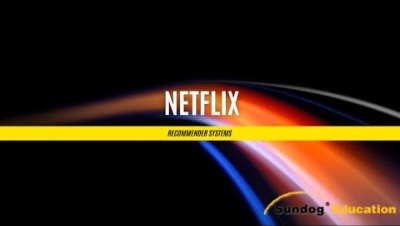 NETFLIX
RECOMMENDER SYSTEMS
Sundog® Education